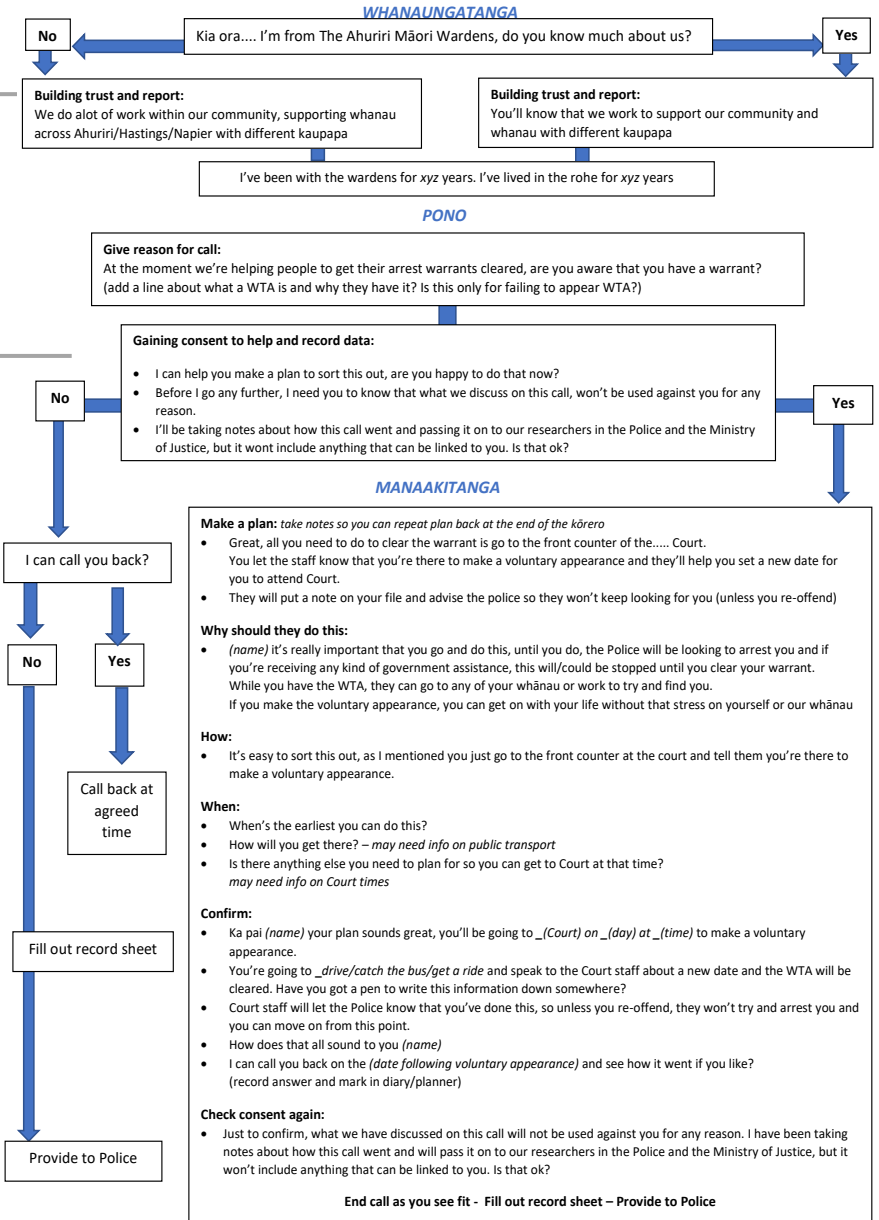 WHANAUNGATANGA
No
Kia ora.... I'm from The Ahuriri Māori Wardens, do you know much about us?
Yes
Building trust and report:
We do alot of work within our community, supporting whanau
across Ahuriri/Hastings/Napier with different kaupapa
Building trust and report:
You'll know that we work to support our community and
whanau with different kaupapa
I've been with the wardens for xyz years. I've lived in the rohe for xyz years
PONO
Give reason for call:
At the moment we're helping people to get their arrest warrants cleared, are you aware that you have a warrant?
(add a line about what a WTA is and why they have it? Is this only for failing to appear WTA?)
Gaining consent to help and record data:
• I can help you make a plan to sort this out, are you happy to do that now?
• Before I go any further, I need you to know that what we discuss on this call, won't be used against you for any
reason.
• I'll be taking notes about how this call went and passing it on to our researchers in the Police and the Ministry
of Justice, but it wont include anything that can be linked to you. Is that ok?
No
Yes
MANAAKITANGA
I can call you back?
No
Yes
Call back at
agreed
time
Fill out record sheet
Provide to Police
Make a plan: take notes so you can repeat plan back at the end of the kōrero
• Great, all you need to do to clear the warrant is go to the front counter of the..... Court.
You let the staff know that you're there to make a voluntary appearance and they'll help you set a new date for
you to attend Court.
• They will put a note on your file and advise the police so they won't keep looking for you (unless you re-offend)
Why should they do this:
• (name) it's really important that you go and do this, until you do, the Police will be looking to arrest you and if
you're receiving any kind of government assistance, this will/could be stopped until you clear your warrant.
While you have the WTA, they can go to any of your whānau or work to try and find you.
If you make the voluntary appearance, you can get on with your life without that stress on yourself or our whānau
How:
• It's easy to sort this out, as I mentioned you just go to the front counter at the court and tell them you're there to
make a voluntary appearance.
When:
• When's the earliest you can do this?
• How will you get there? – may need info on public transport
• Is there anything else you need to plan for so you can get to Court at that time?
may need info on Court times
Confirm:
• Ka pai (name) your plan sounds great, you'll be going to _(Court) on _(day) at _(time) to make a voluntary
appearance.
• You're going to _drive/catch the bus/get a ride and speak to the Court staff about a new date and the WTA will be
cleared. Have you got a pen to write this information down somewhere?
• Court staff will let the Police know that you've done this, so unless you re-offend, they won't try and arrest you and
you can move on from this point.
• How does that all sound to you (name)
• I can call you back on the (date following voluntary appearance) and see how it went if you like?
(record answer and mark in diary/planner)
Check consent again:
• Just to confirm, what we have discussed on this call will not be used against you for any reason. I have been taking
notes about how this call went and will pass it on to our researchers in the Police and the Ministry of Justice, but it
won't include anything that can be linked to you. Is that ok?
End call as you see fit - Fill out record sheet – Provide to Police